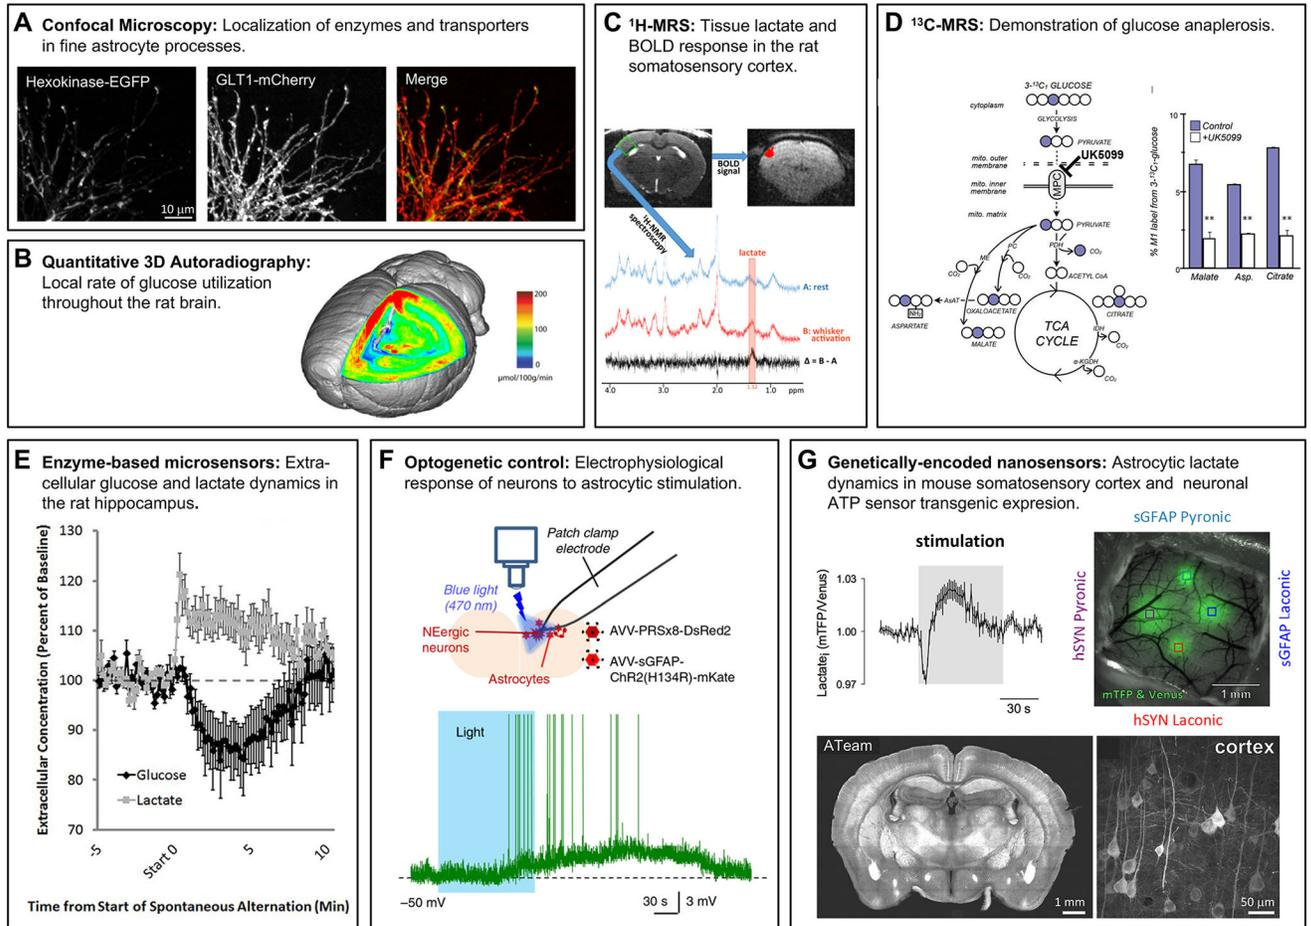 A Confocal Microscopy: Localization of enzymes and transporters
in fine astrocyte processes.
Hexokinase-EGFP
GLT1-mCherry
Merge
10 µm
B Quantitative 3D Autoradiography:
Local rate of glucose utilization
throughout the rat brain.
200
100
0
µmol/100g/min
C ¹H-MRS: Tissue lactate and
BOLD response in the rat
somatosensory cortex.
BOLD
signal
¹H-NMR
spectroscopy
lactate
A: rest
B: whisker
activation
Δ = B - A
1.32
4.0 3.0 2.0 1.0 ppm
D ¹³C-MRS: Demonstration of glucose anaplerosis.
3-¹³C₁ GLUCOSE
cytoplasm
GLYCOLYSIS
PYRUVATE
mito. outer
membrane
UK5099
MPC
mito. inner
membrane
mito. matrix
PYRUVATE
ME
PC
PDH
CO₂
CO₂
CO₂
ACETYL CoA
AsAT
OXALOACETATE
NH₂
ASPARTATE
MALATE
CITRATE
TCA
CYCLE
IDH
CO₂
α-KGDH
CO₂
% M1 label from 3-¹³C₁-glucose
10
5
0
Control
+UK5099
** ** **
Malate Asp. Citrate
E Enzyme-based microsensors: Extra-
cellular glucose and lactate dynamics in
the rat hippocampus.
Extracellular Concentration (Percent of Baseline)
130
120
110
100
90
80
70
Glucose
Lactate
-5 Start 0 5 10
Time from Start of Spontaneous Alternation (Min)
F Optogenetic control: Electrophysiological
response of neurons to astrocytic stimulation.
Patch clamp
electrode
Blue light
(470 nm)
NEergic
neurons
Astrocytes
AVV-PRSx8-DsRed2
AVV-sGFAP-
ChR2(H134R)-mKate
Light
–50 mV
30 s 3 mV
G Genetically-encoded nanosensors: Astrocytic lactate
dynamics in mouse somatosensory cortex and neuronal
ATP sensor transgenic expresion.
stimulation
Lactateᵢ (mTFP/Venus)
1.03
1.00
0.97
30 s
sGFAP Pyronic
hSYN Pyronic
sGFAP Laconic
mTFP & Venus
1 mm
hSYN Laconic
ATeam
1 mm
cortex
50 µm